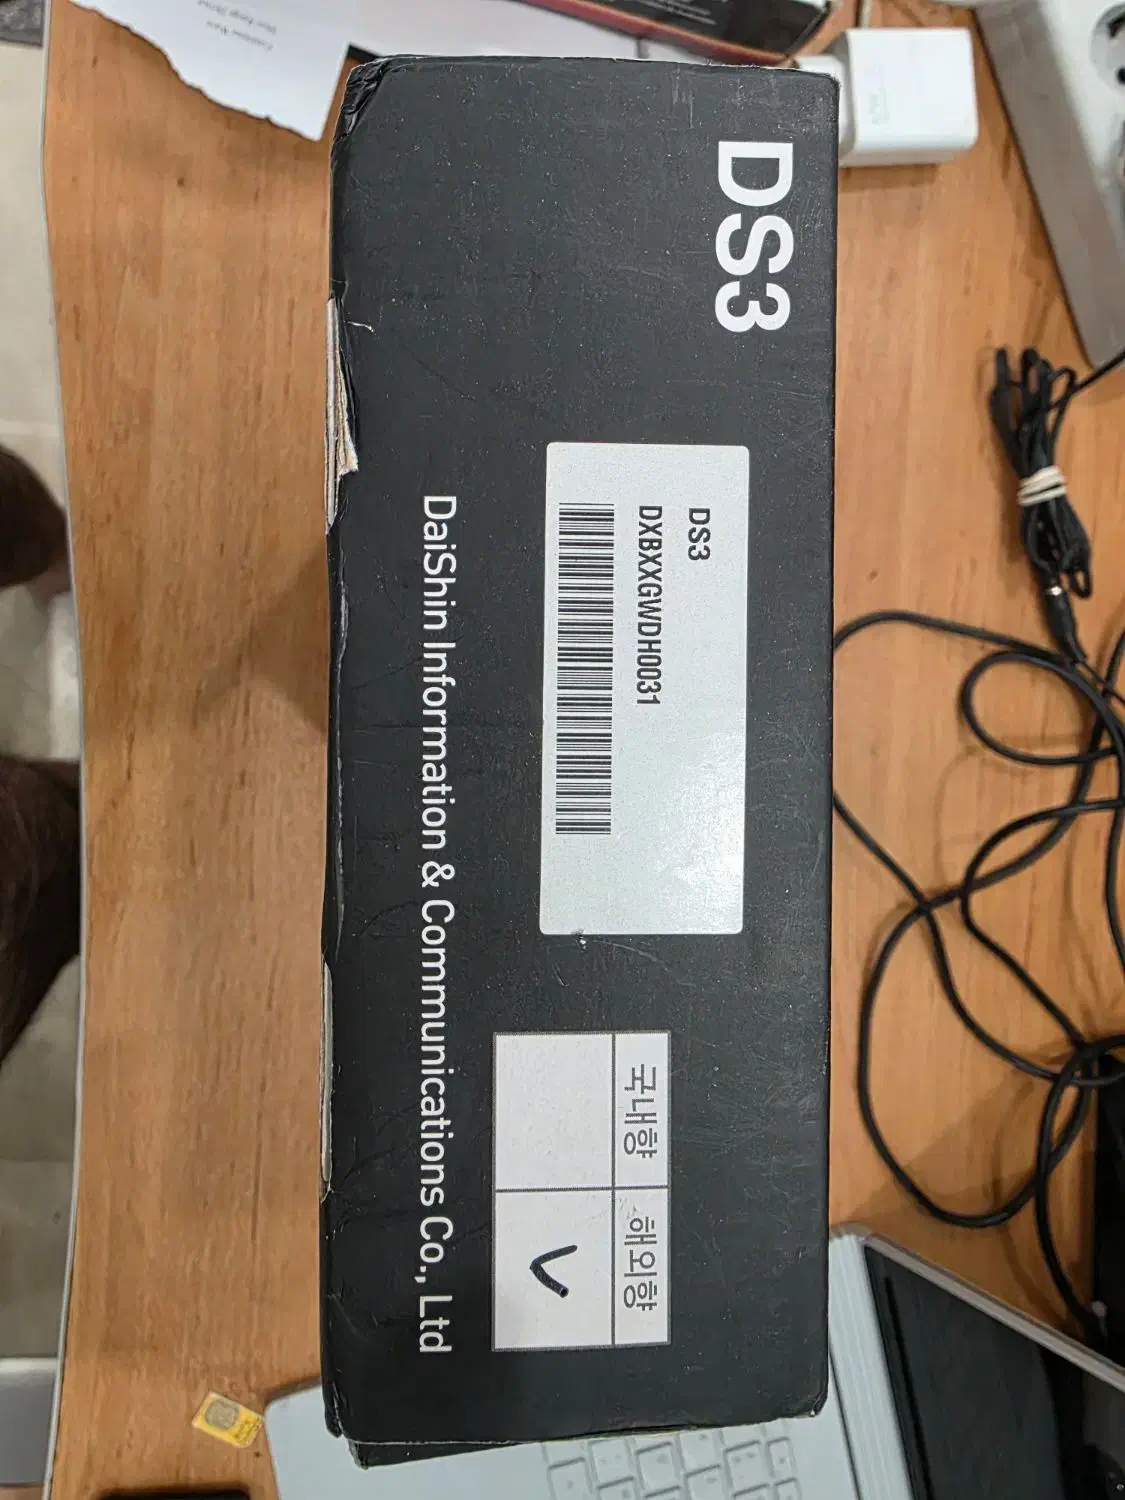 DS3
DS3
DXBXXGWDH0031
국내향 해외향
DaiShin Information & Communications Co., Ltd